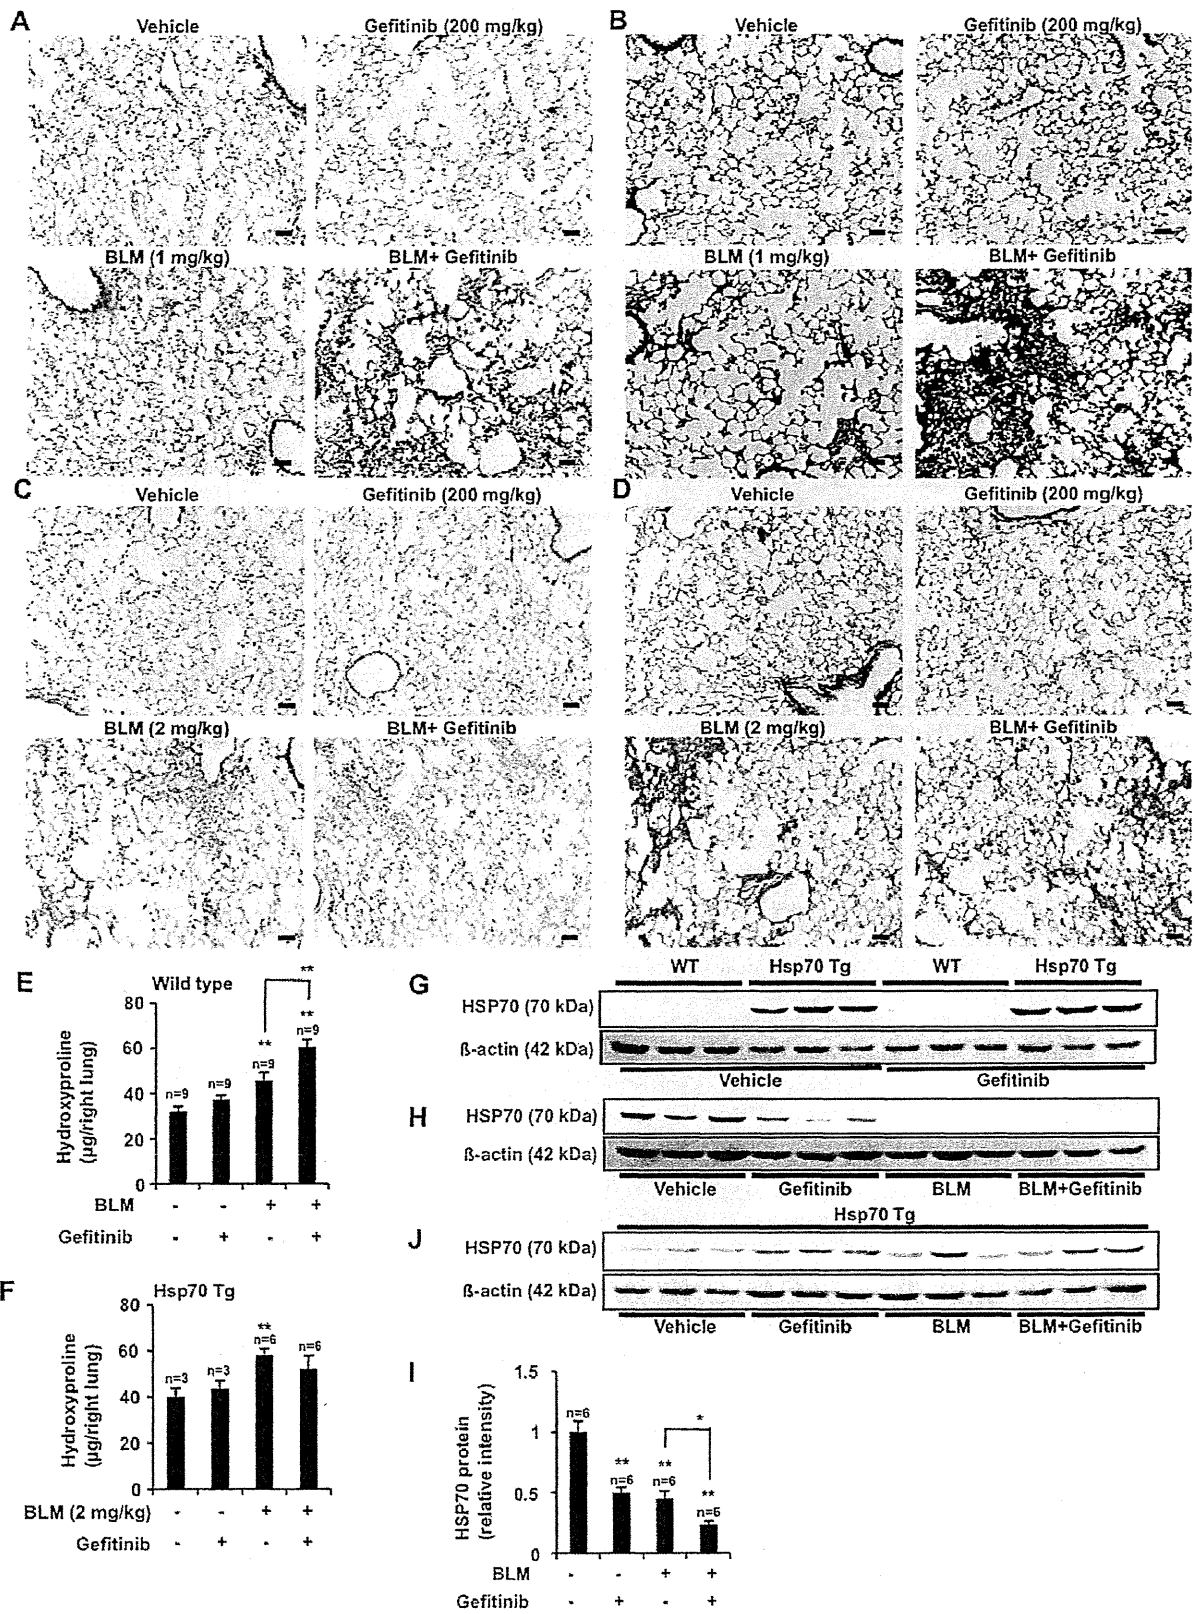 A
Vehicle
Gefitinib (200 mg/kg)
B
Vehicle
Gefitinib (200 mg/kg)
BLM (1 mg/kg)
BLM+ Gefitinib
BLM (1 mg/kg)
BLM+ Gefitinib
C
Vehicle
Gefitinib (200 mg/kg)
D
Vehicle
Gefitinib (200 mg/kg)
BLM (2 mg/kg)
BLM+ Gefitinib
BLM (2 mg/kg)
BLM+ Gefitinib
E
Wild type
Hydroxyproline
(µg/right lung)
80
60
40
20
0
n=9
n=9
**
n=9
**
**
n=9
BLM - - + +
Gefitinib - + - +
F
Hsp70 Tg
Hydroxyproline
(µg/right lung)
80
60
40
20
0
n=3
n=3
**
n=6
n=6
BLM (2 mg/kg) - - + +
Gefitinib - + - +
G
WT Hsp70 Tg WT Hsp70 Tg
HSP70 (70 kDa)
ß-actin (42 kDa)
Vehicle Gefitinib
H
HSP70 (70 kDa)
ß-actin (42 kDa)
Vehicle Gefitinib BLM BLM+Gefitinib
J
Hsp70 Tg
HSP70 (70 kDa)
ß-actin (42 kDa)
Vehicle Gefitinib BLM BLM+Gefitinib
I
HSP70 protein
(relative intensity)
1.5
1
0.5
0
n=6
**
n=6
**
n=6
*
**
n=6
BLM - - + +
Gefitinib - + - +